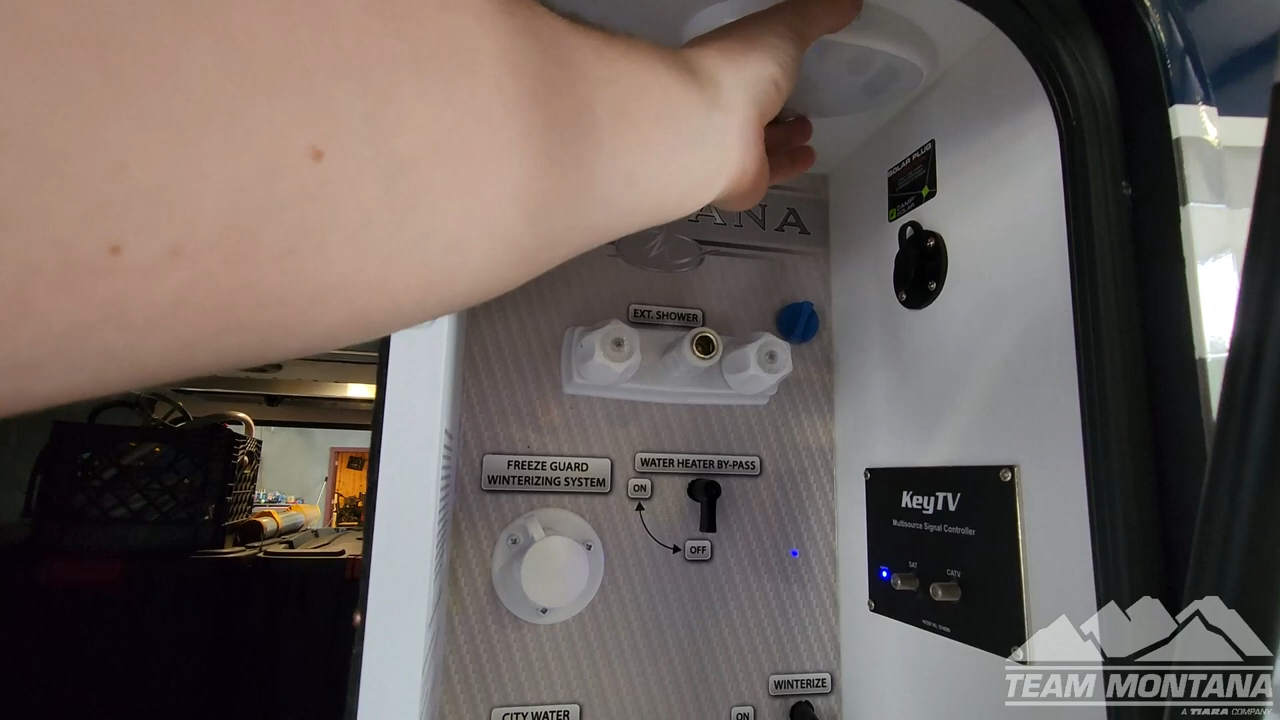 SOLAR PLUG
ANA
EXT. SHOWER
FREEZE GUARD
WINTERIZING SYSTEM
WATER HEATER BY-PASS
ON
OFF
KeyTV
Multisource Signal Controller
SAT
CATV
WINTERIZE
ON
CITY WATER
TEAM MONTANA
A TIARA COMPANY